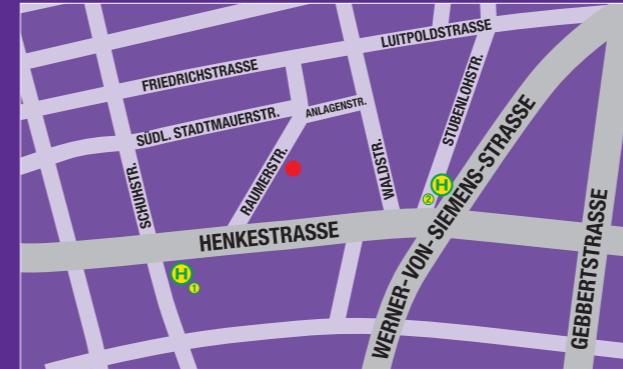 LUITPOLDSTRASSE
FRIEDRICHSTRASSE
SÜDL. STADTMAUERSTR.
ANLAGENSTR.
STUBENLOHSTR.
RAUMERSTR.
WALDSTR.
SCHUHSTR.
H
2
HENKESTRASSE
WERNER-VON- SIEMENS-STRASSE
GEBBERTSTRASSE
H
1